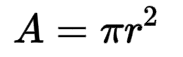 A = πr²